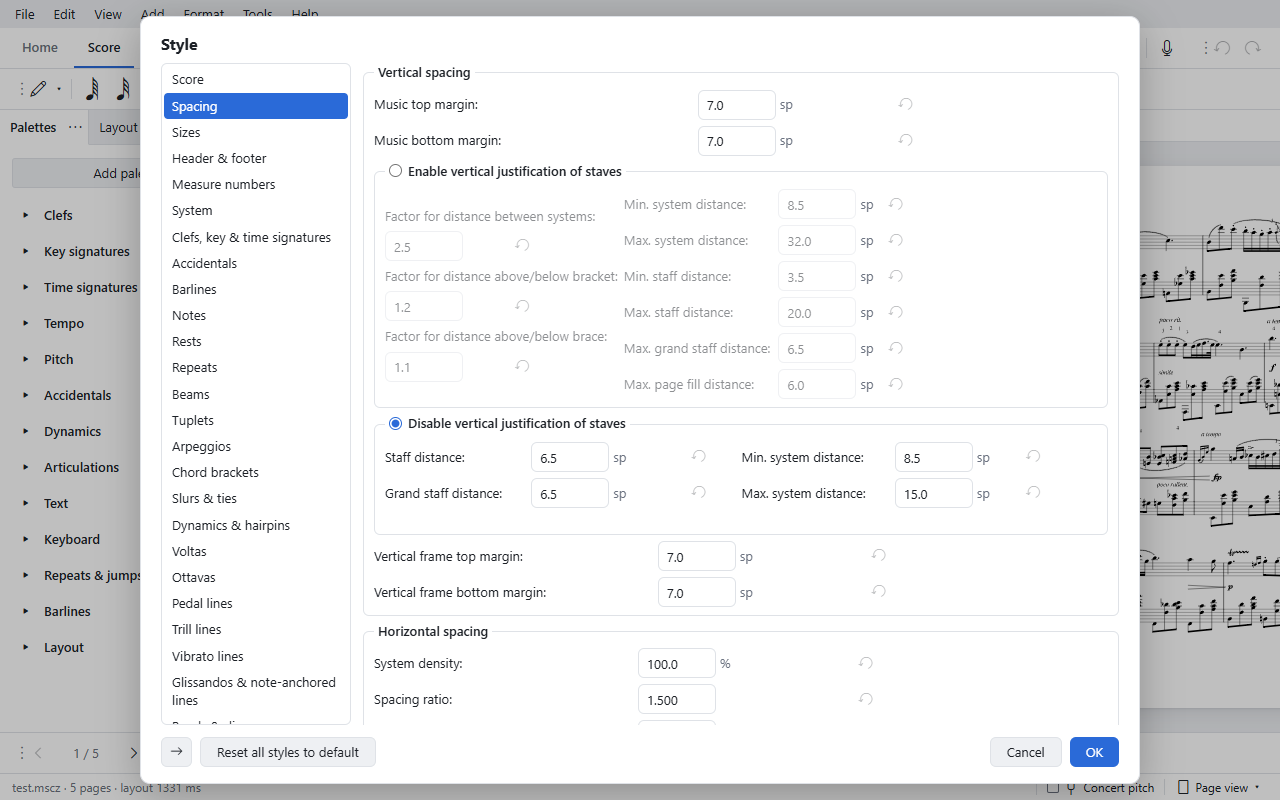 File Edit View Add Format Tools Help
Home Score
Palettes ··· Layout
Clefs
Key signatures
Time signatures
Tempo
Pitch
Accidentals
Dynamics
Articulations
Text
Keyboard
Repeats & jumps
Barlines
Layout
1 / 5
Style
Score
Spacing
Sizes
Header & footer
Measure numbers
System
Clefs, key & time signatures
Accidentals
Barlines
Notes
Rests
Repeats
Beams
Tuplets
Arpeggios
Chord brackets
Slurs & ties
Dynamics & hairpins
Voltas
Ottavas
Pedal lines
Trill lines
Vibrato lines
Glissandos & note-anchored
lines
Vertical spacing
Music top margin: 7.0 sp
Music bottom margin: 7.0 sp
Enable vertical justification of staves
Factor for distance between systems:
2.5
Factor for distance above/below bracket:
1.2
Factor for distance above/below brace:
1.1
Min. system distance: 8.5 sp
Max. system distance: 32.0 sp
Min. staff distance: 3.5 sp
Max. staff distance: 20.0 sp
Max. grand staff distance: 6.5 sp
Max. page fill distance: 6.0 sp
Disable vertical justification of staves
Staff distance: 6.5 sp Min. system distance: 8.5 sp
Grand staff distance: 6.5 sp Max. system distance: 15.0 sp
Vertical frame top margin: 7.0 sp
Vertical frame bottom margin: 7.0 sp
Horizontal spacing
System density: 100.0 %
Spacing ratio: 1.500
→ Reset all styles to default Cancel OK
poco rit.
simile
a tempo
poco rallent.
test.mscz · 5 pages · layout 1331 ms Concert pitch Page view